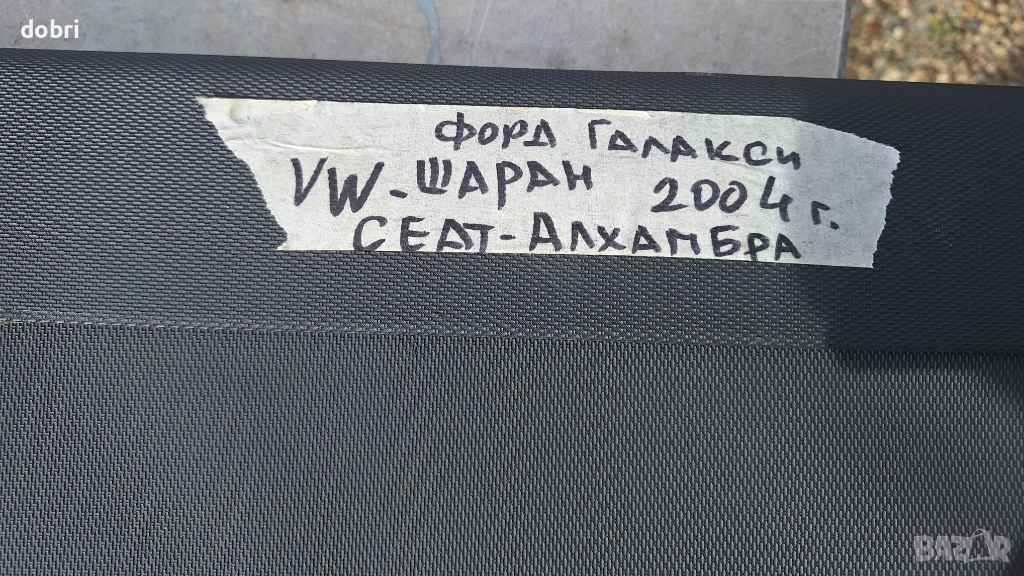 dobri
ФОРД ГАЛАКСИ
VW-ШАРАН 2004 г.
СЕАТ-АЛХАМБРА
BAZAR